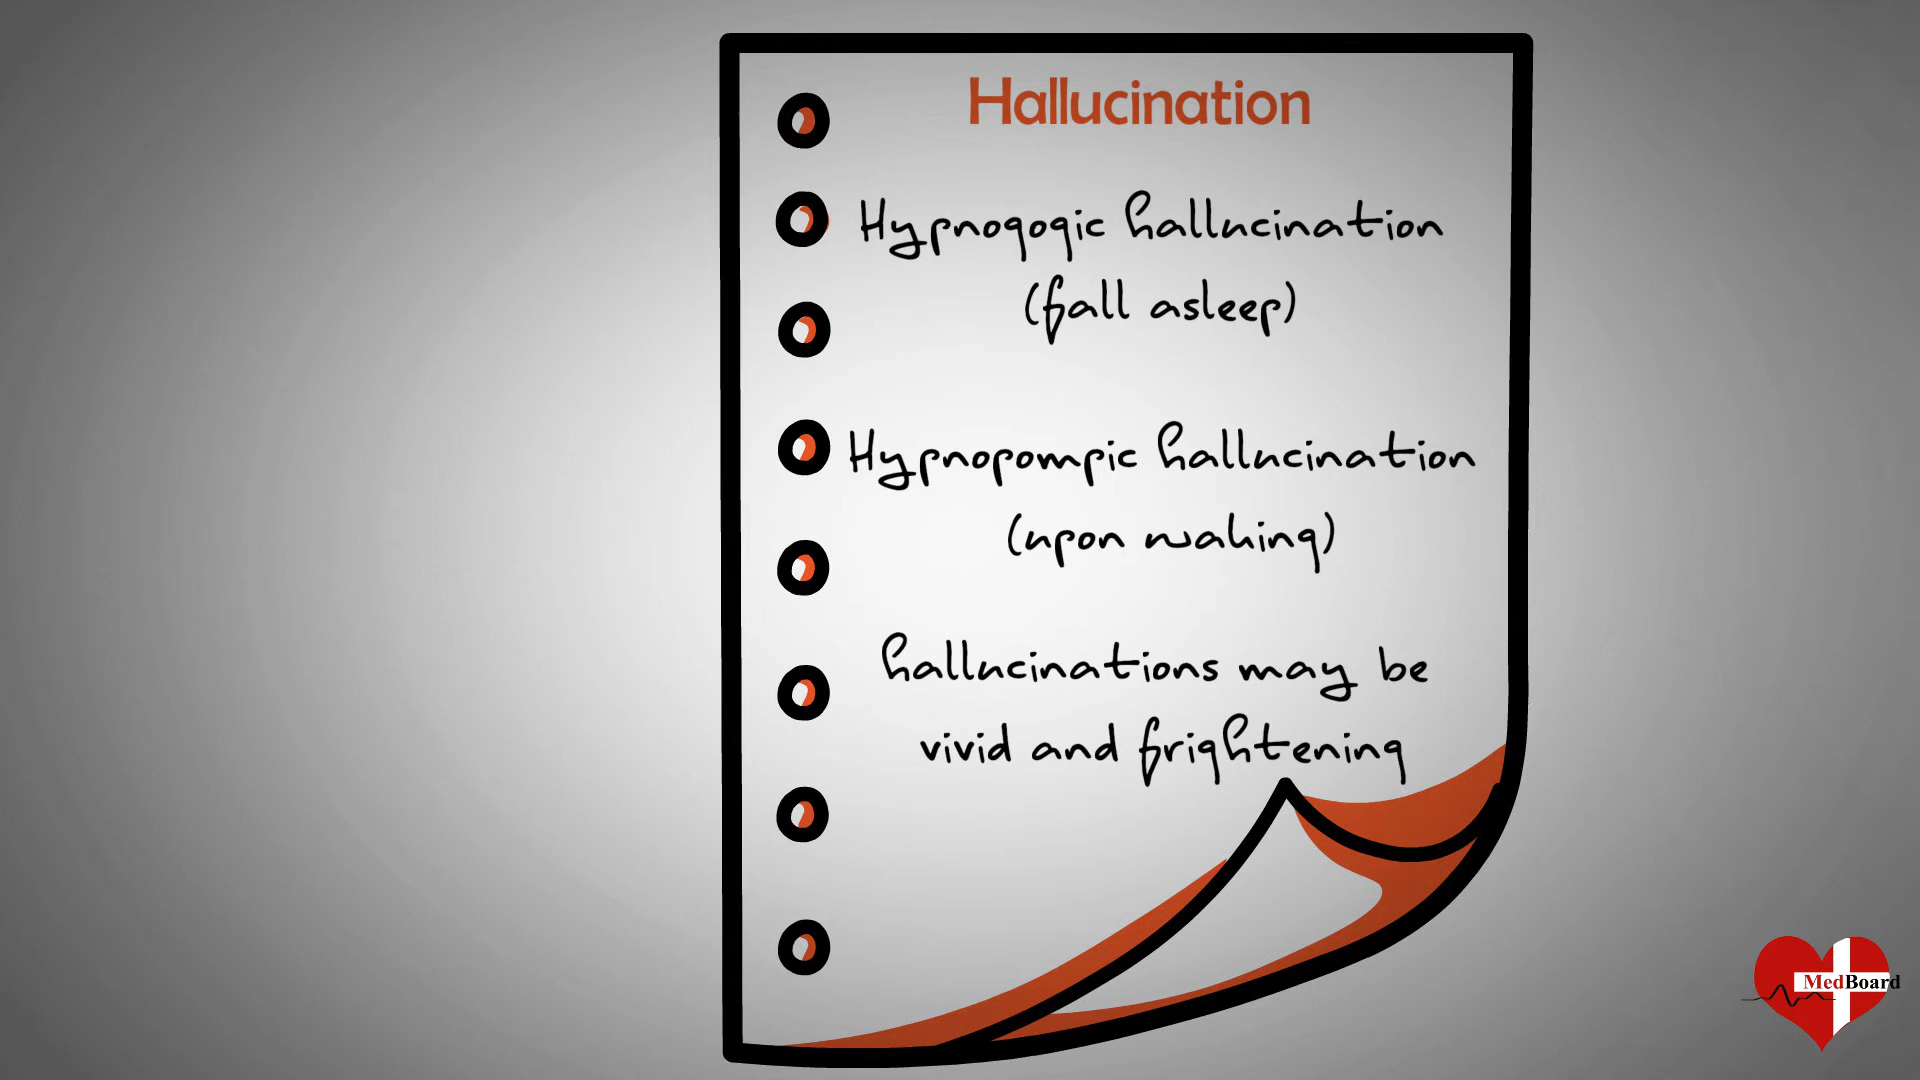 Hallucination
Hypnogogic hallucination
(fall asleep)
Hypnopompic hallucination
(upon waking)
hallucinations may be
vivid and frightening
MedBoard